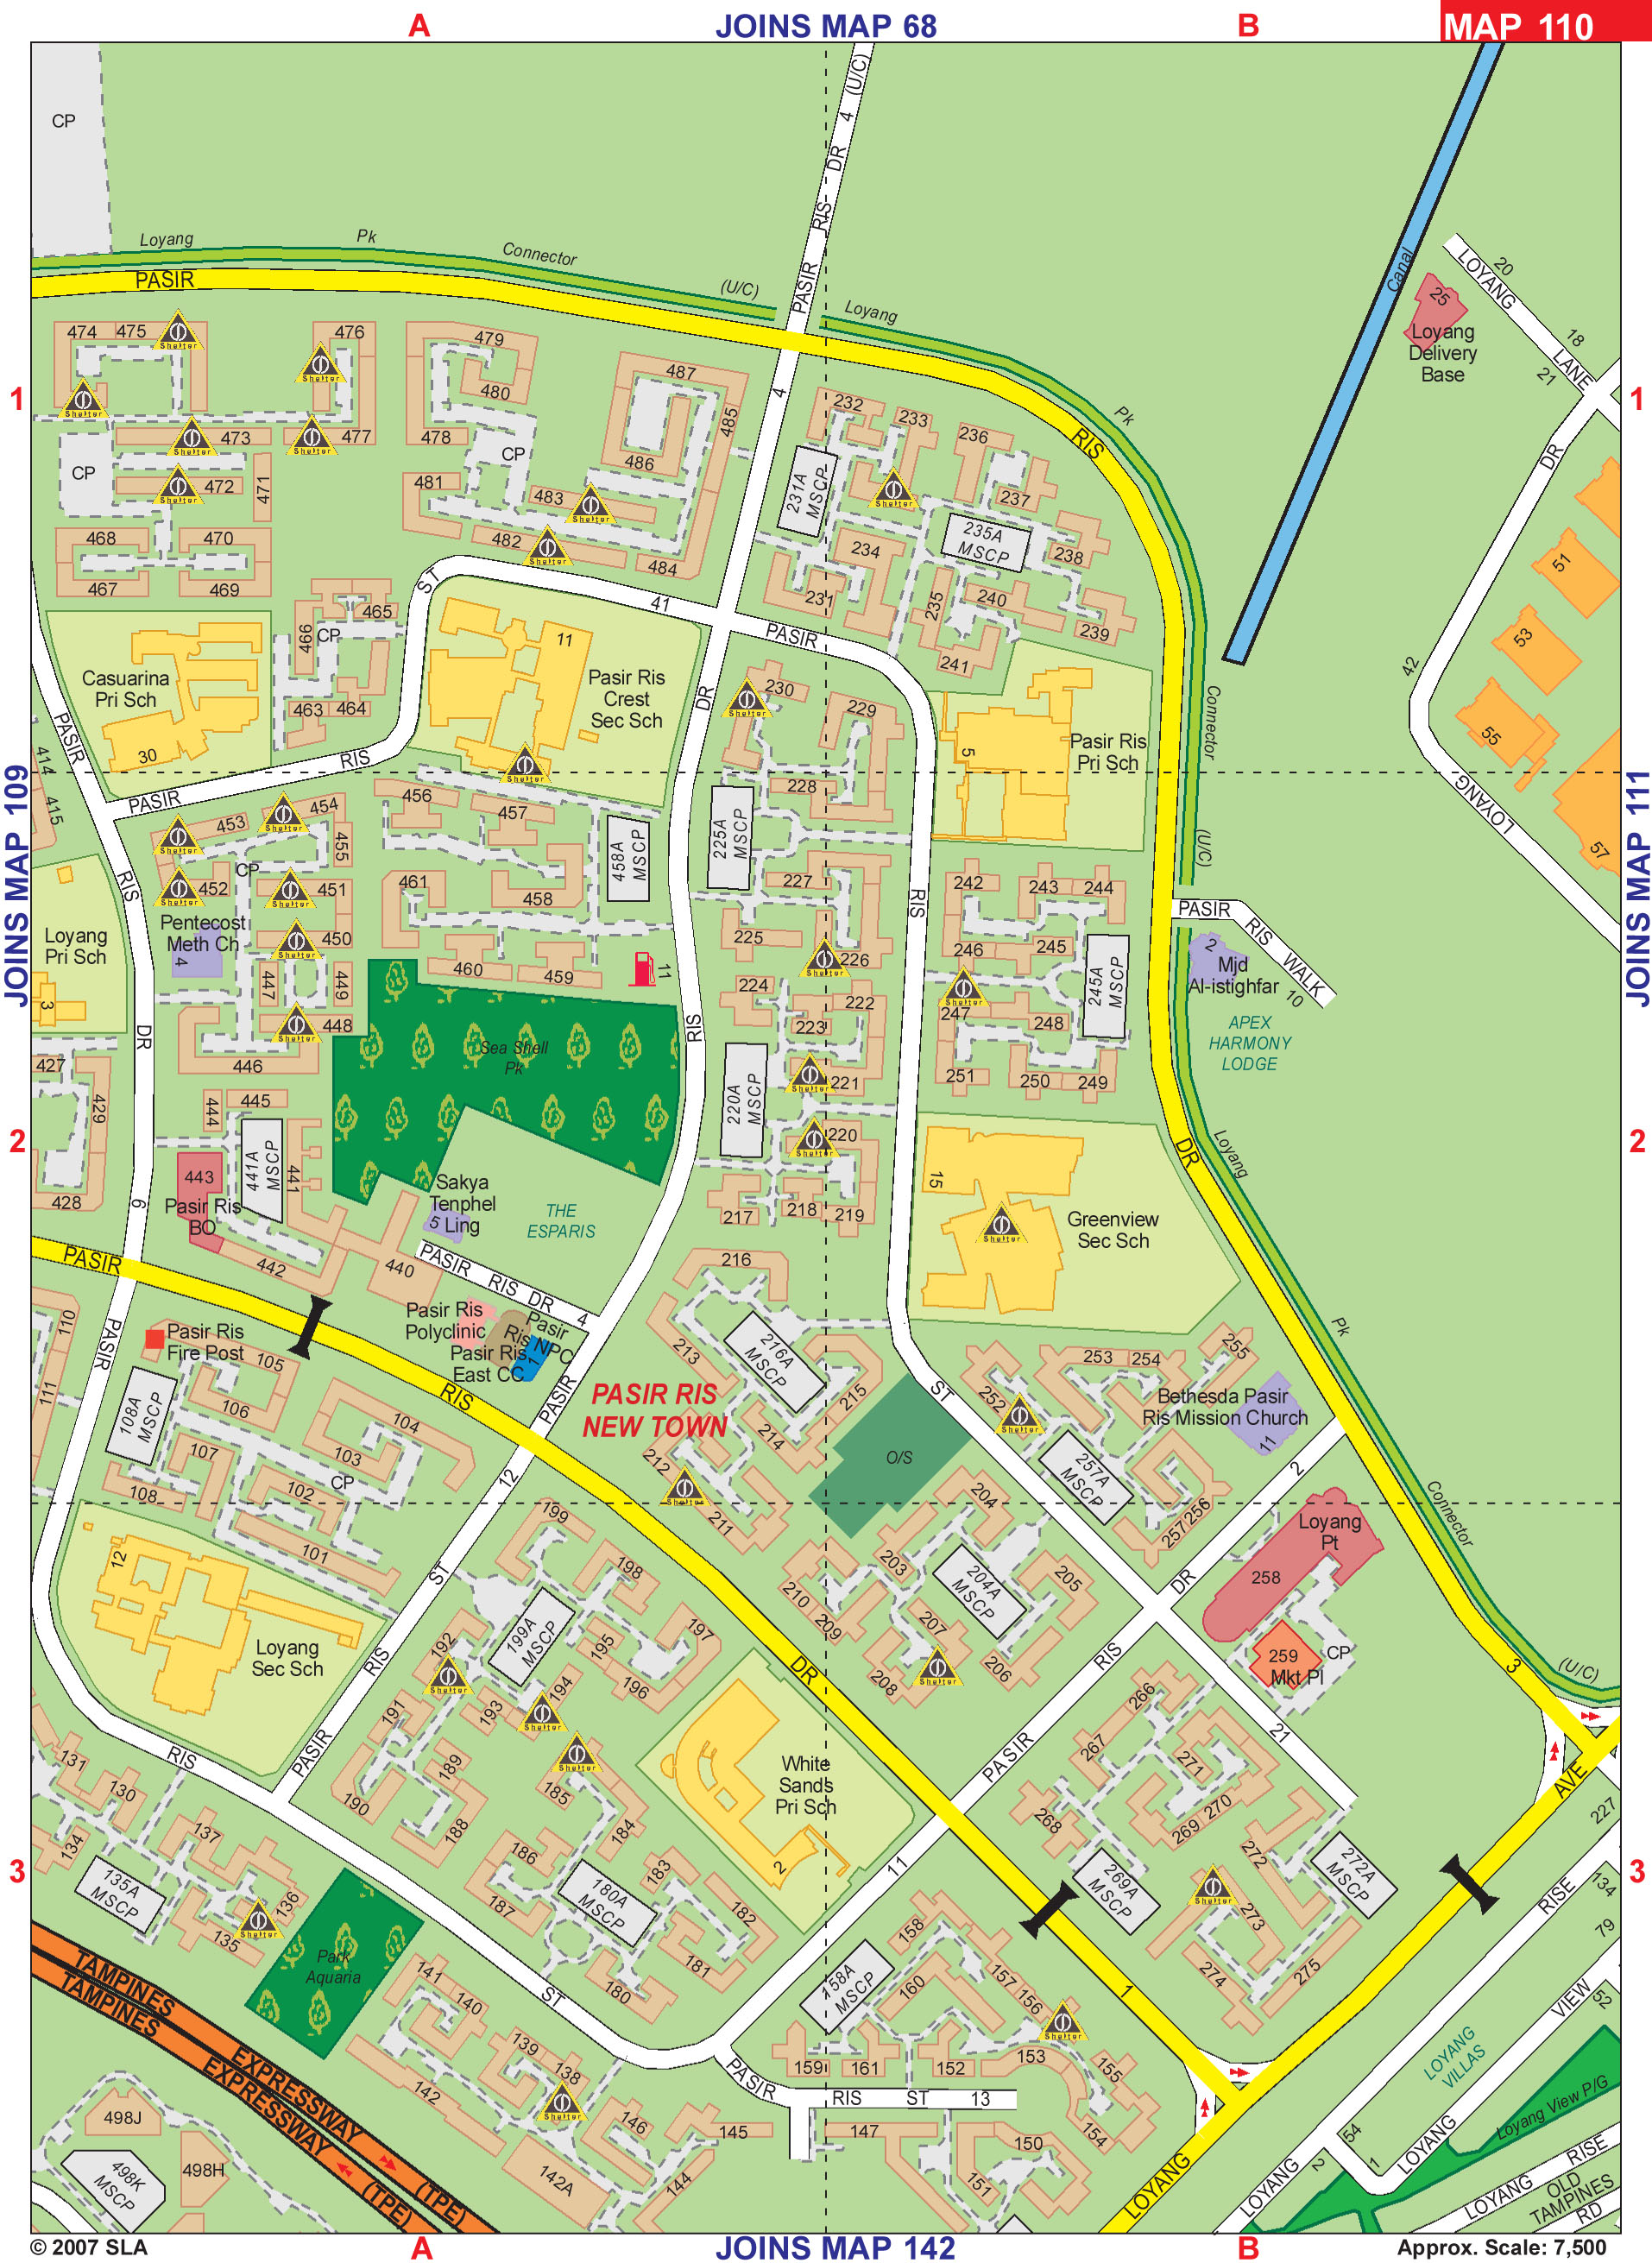 A
JOINS MAP 68
B
MAP 110
CP
PASIR RIS DR 4 (U/C)
Loyang Pk Connector (U/C)
PASIR
Loyang Pk
RIS
Canal
20
LOYANG
25
Loyang
Delivery
Base
18
LANE
21
1
474 475 476
479
480
487
485
4
232
233
236
1
473
477
478
CP
486
231A
MSCP
237
DR
CP
472
471
481
483
235A
MSCP
468
470
482
484
234
238
51
467
469
ST
41
231
235
240
465
466
CP
PASIR
239
53
241
42
11
Casuarina
Pri Sch
Pasir Ris
Crest
Sec Sch
DR
230
463 464
229
Connector
PASIR
Pasir Ris
Pri Sch
5
55
30
RIS
414
415
PASIR
456
457
228
LOYANG
JOINS MAP 109
JOINS MAP 111
453
454
455
458A
MSCP
225A
MSCP
(U/C)
57
CP
452
451
461
458
227
RIS
242
243
244
RIS
PASIR RIS WALK
Pentecost
Meth Ch
4
Loyang
Pri Sch
3
450
225
226
246
245
245A
MSCP
2
Mjd
Al-istighfar
10
447
449
460
459
11
224
222
247
448
223
248
APEX
HARMONY
LODGE
DR
446
Sea Shell
Pk
RIS
427
429
445
444
220A
MSCP
221
251
250
249
2
428
443
441A
MSCP
441
220
DR
Loyang
2
Pasir Ris
BO
6
Sakya
Tenphel
5 Ling
THE
ESPARIS
217
218
219
15
Greenview
Sec Sch
PASIR
442
440
PASIR RIS DR 4
216
110
111
Pasir Ris
Fire Post
PASIR
105
Pasir Ris
Polyclinic
Pasir
Ris NPC
1
Pasir Ris
East CC
213
216A
MSCP
215
253 254
255
Pk
108A
MSCP
106
104
RIS
PASIR
PASIR RIS
NEW TOWN
ST
252
Bethesda Pasir
Ris Mission Church
11
107
103
CP
212
214
O/S
257A
MSCP
2
Connector
108
102
12
211
204
257
256
101
199
Loyang
Pt
258
12
ST
198
203
204A
MSCP
205
DR
210
209
Loyang
Sec Sch
192
199A
MSCP
195
197
207
RIS
259
Mkt Pl
CP
RIS
DR
206
208
3
(U/C)
191
193
194
196
266
21
RIS
PASIR
131
130
189
185
White
Sands
Pri Sch
2
PASIR
267
271
AVE
190
188
184
270
269
227
134
137
186
183
11
268
272
272A
MSCP
3
135A
MSCP
136
180A
MSCP
187
182
269A
MSCP
3
RISE
134
135
158
273
79
181
158A
MSCP
157
160
274
275
Park
Aquaria
141
ST
180
156
1
VIEW
52
TAMPINES EXPRESSWAY (TPE)
TAMPINES EXPRESSWAY (TPE)
140
139
138
159
161
152
153
155
LOYANG
VILLAS
142
PASIR RIS ST 13
Loyang View P/G
498J
146
145
147
154
54
498K
MSCP
498H
142A
144
150
151
LOYANG
LOYANG
2
1
LOYANG
LOYANG RISE
OLD
TAMPINES
RD
© 2007 SLA
A
JOINS MAP 142
B
Approx. Scale: 7,500